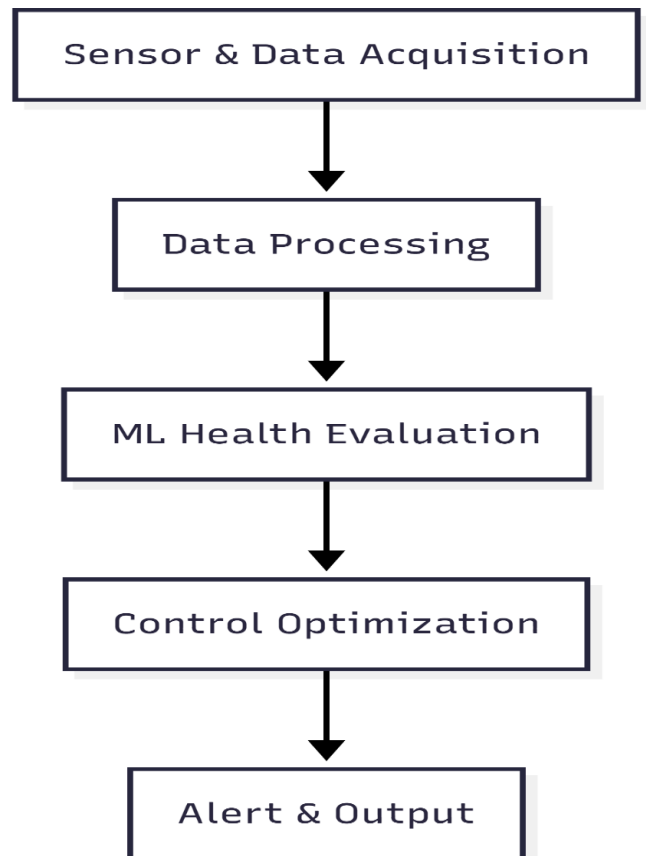 Sensor & Data Acquisition
Data Processing
ML Health Evaluation
Control Optimization
Alert & Output